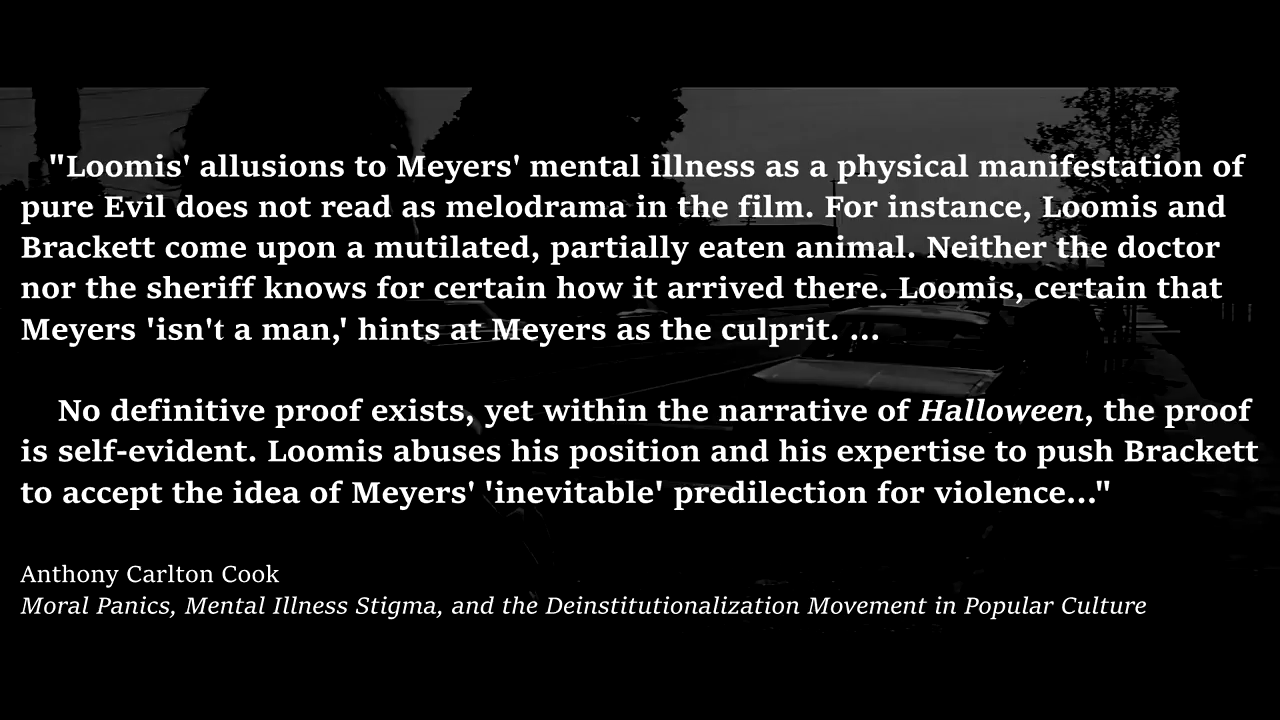 "Loomis' allusions to Meyers' mental illness as a physical manifestation of
pure Evil does not read as melodrama in the film. For instance, Loomis and
Brackett come upon a mutilated, partially eaten animal. Neither the doctor
nor the sheriff knows for certain how it arrived there. Loomis, certain that
Meyers 'isn't a man,' hints at Meyers as the culprit. ...
No definitive proof exists, yet within the narrative of Halloween, the proof
is self-evident. Loomis abuses his position and his expertise to push Brackett
to accept the idea of Meyers' 'inevitable' predilection for violence..."
Anthony Carlton Cook
Moral Panics, Mental Illness Stigma, and the Deinstitutionalization Movement in Popular Culture